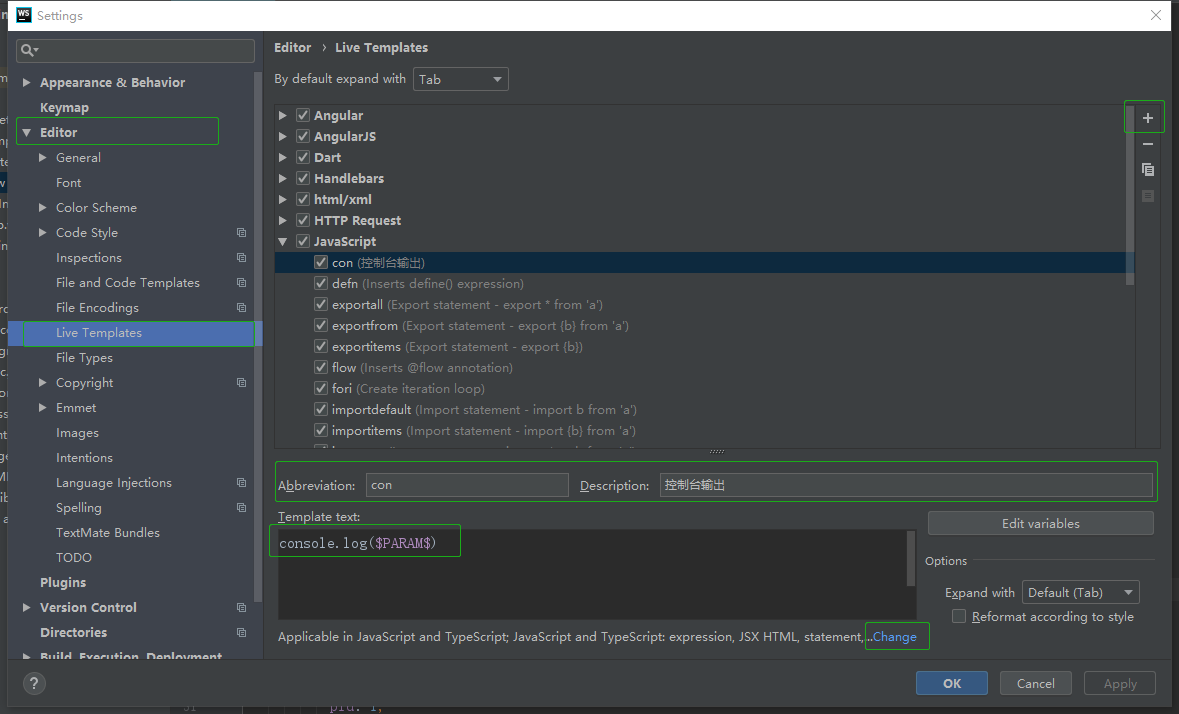 WS Settings
Editor › Live Templates
By default expand with Tab
Appearance & Behavior
Keymap
Editor
General
Font
Color Scheme
Code Style
Inspections
File and Code Templates
File Encodings
Live Templates
File Types
Copyright
Emmet
Images
Intentions
Language Injections
Spelling
TextMate Bundles
TODO
Plugins
Version Control
Directories
Build, Execution, Deployment
Angular
AngularJS
Dart
Handlebars
html/xml
HTTP Request
JavaScript
con (控制台输出)
defn (Inserts define() expression)
exportall (Export statement - export * from 'a')
exportfrom (Export statement - export {b} from 'a')
exportitems (Export statement - export {b})
flow (Inserts @flow annotation)
fori (Create iteration loop)
importdefault (Import statement - import b from 'a')
importitems (Import statement - import {b} from 'a')
Abbreviation: con Description: 控制台输出
Template text:
console.log($PARAM$)
Edit variables
Options
Expand with Default (Tab)
Reformat according to style
Applicable in JavaScript and TypeScript; JavaScript and TypeScript: expression, JSX HTML, statement,...Change
? OK Cancel Apply